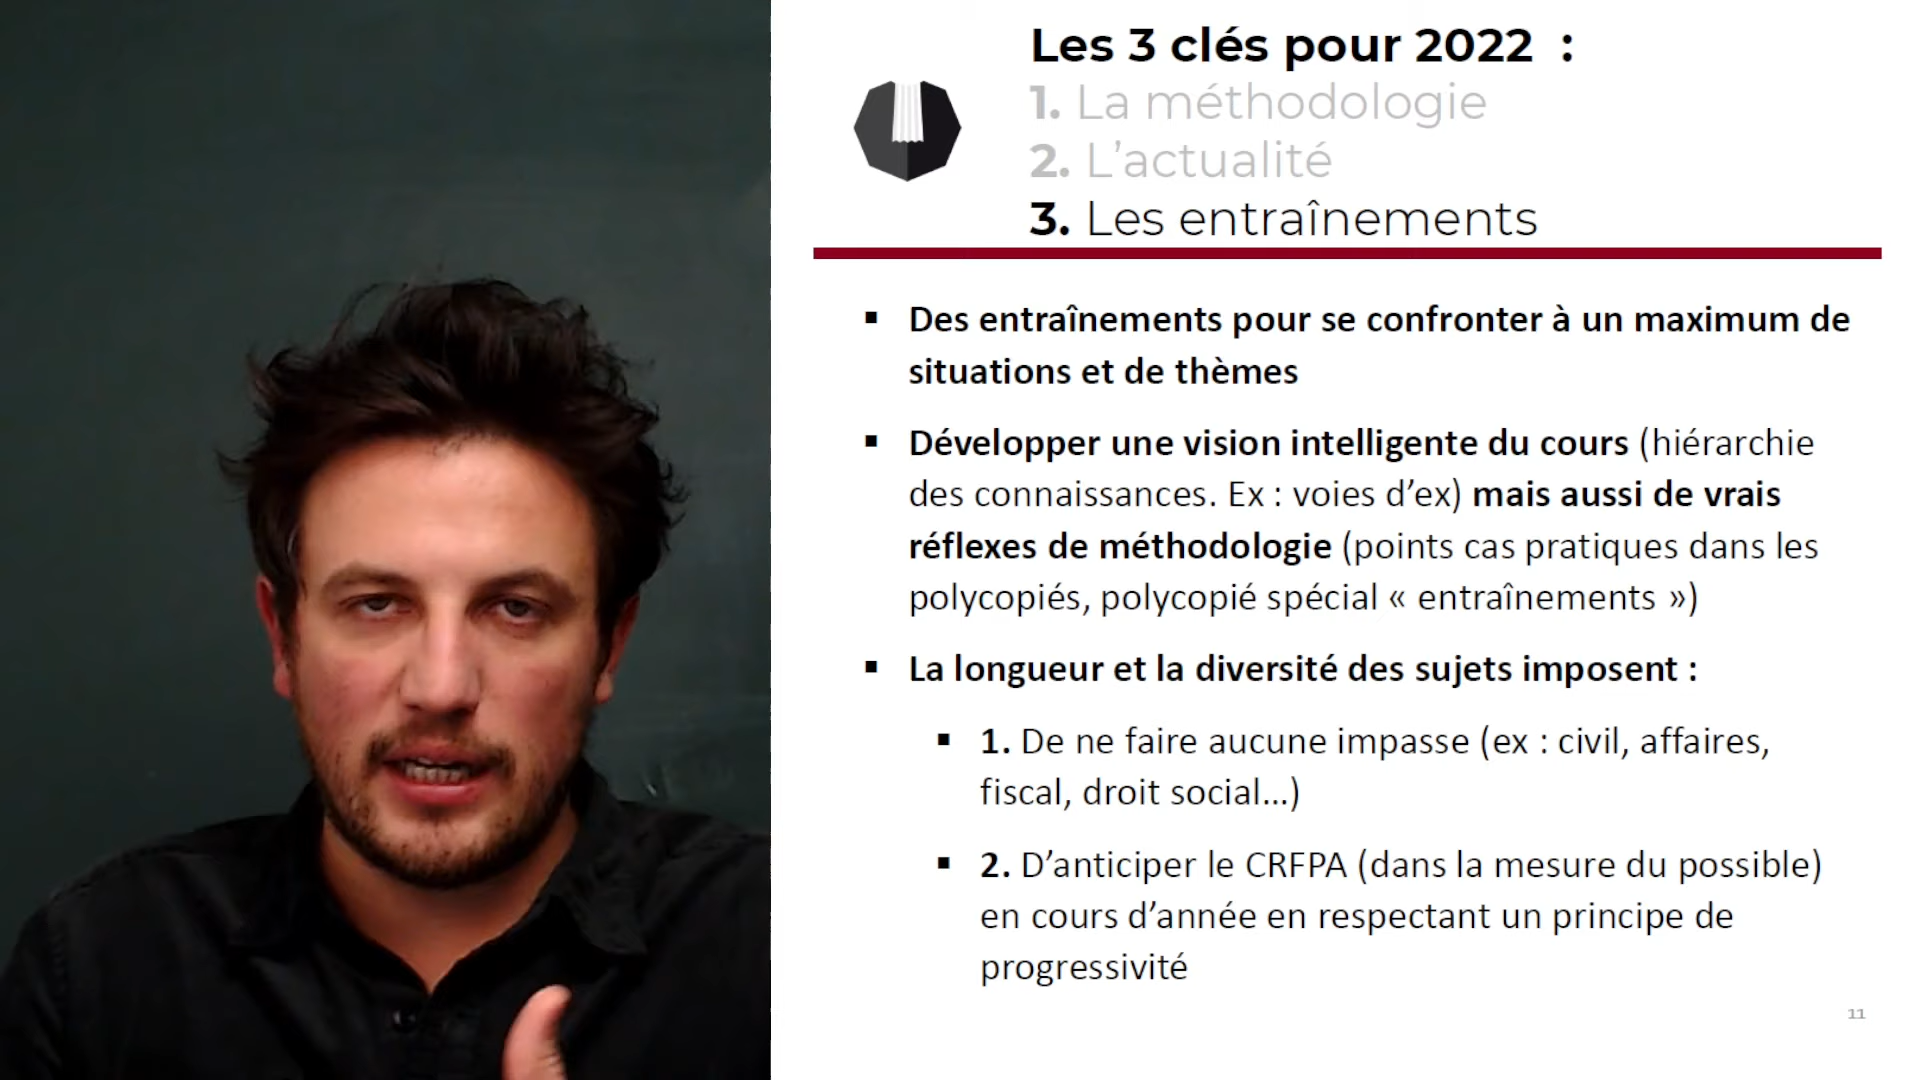 Les 3 clés pour 2022 :
1. La méthodologie
2. L’actualité
3. Les entraînements
▪ Des entraînements pour se confronter à un maximum de
situations et de thèmes
▪ Développer une vision intelligente du cours (hiérarchie
des connaissances. Ex : voies d’ex) mais aussi de vrais
réflexes de méthodologie (points cas pratiques dans les
polycopiés, polycopié spécial « entraînements »)
▪ La longueur et la diversité des sujets imposent :
▪ 1. De ne faire aucune impasse (ex : civil, affaires,
fiscal, droit social...)
▪ 2. D’anticiper le CRFPA (dans la mesure du possible)
en cours d’année en respectant un principe de
progressivité
11